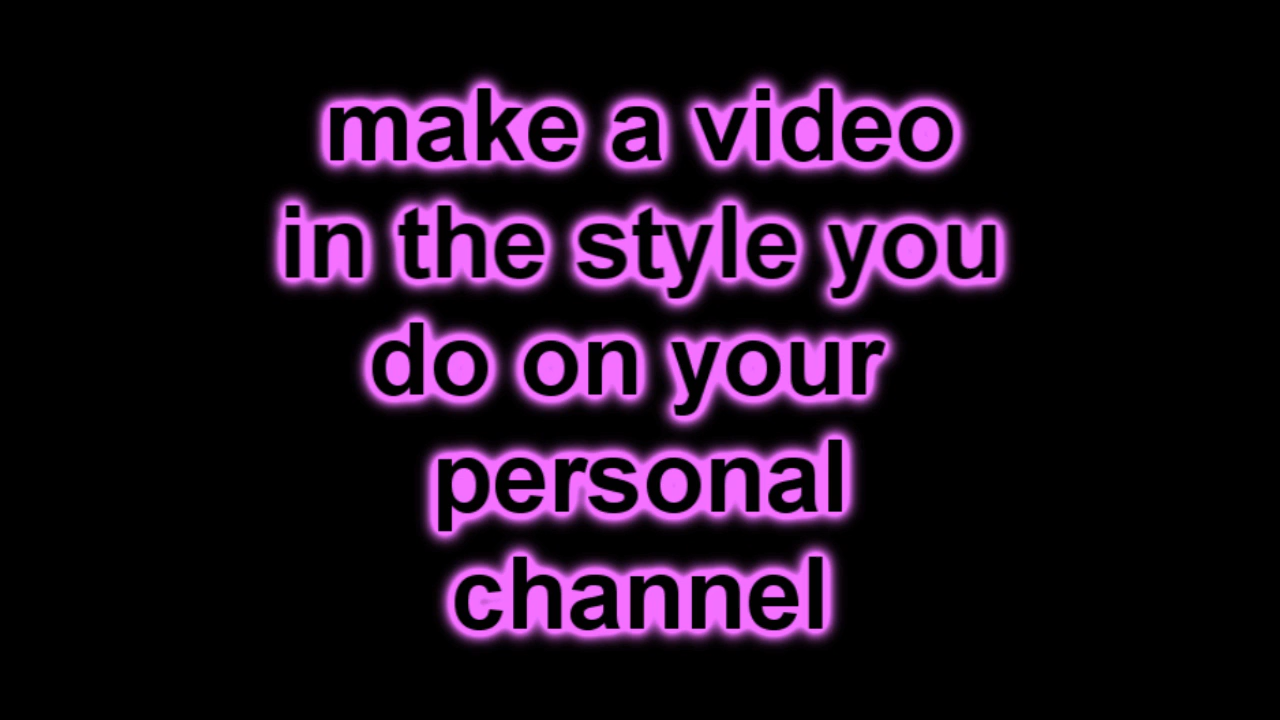 make a video
in the style you
do on your
personal
channel